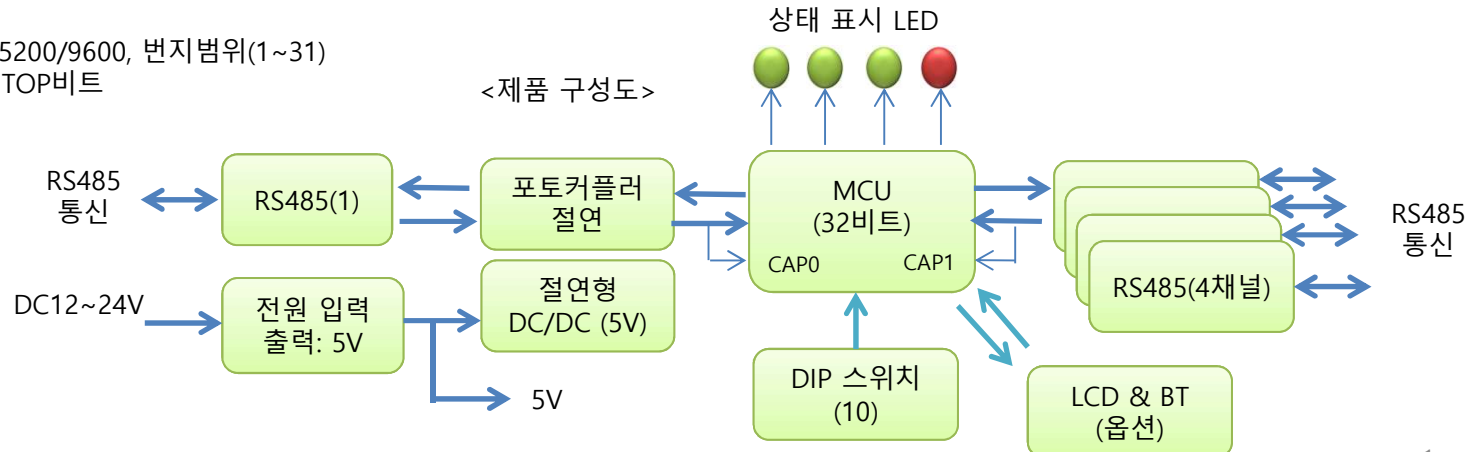 상태 표시 LED
5200/9600, 번지범위(1~31)
TOP비트
<제품 구성도>
RS485
통신
RS485(1)
포토커플러
절연
MCU
(32비트)
CAP0
CAP1
RS485(4채널)
RS485
통신
DC12~24V
전원 입력
출력: 5V
절연형
DC/DC (5V)
5V
DIP 스위치
(10)
LCD & BT
(옵션)